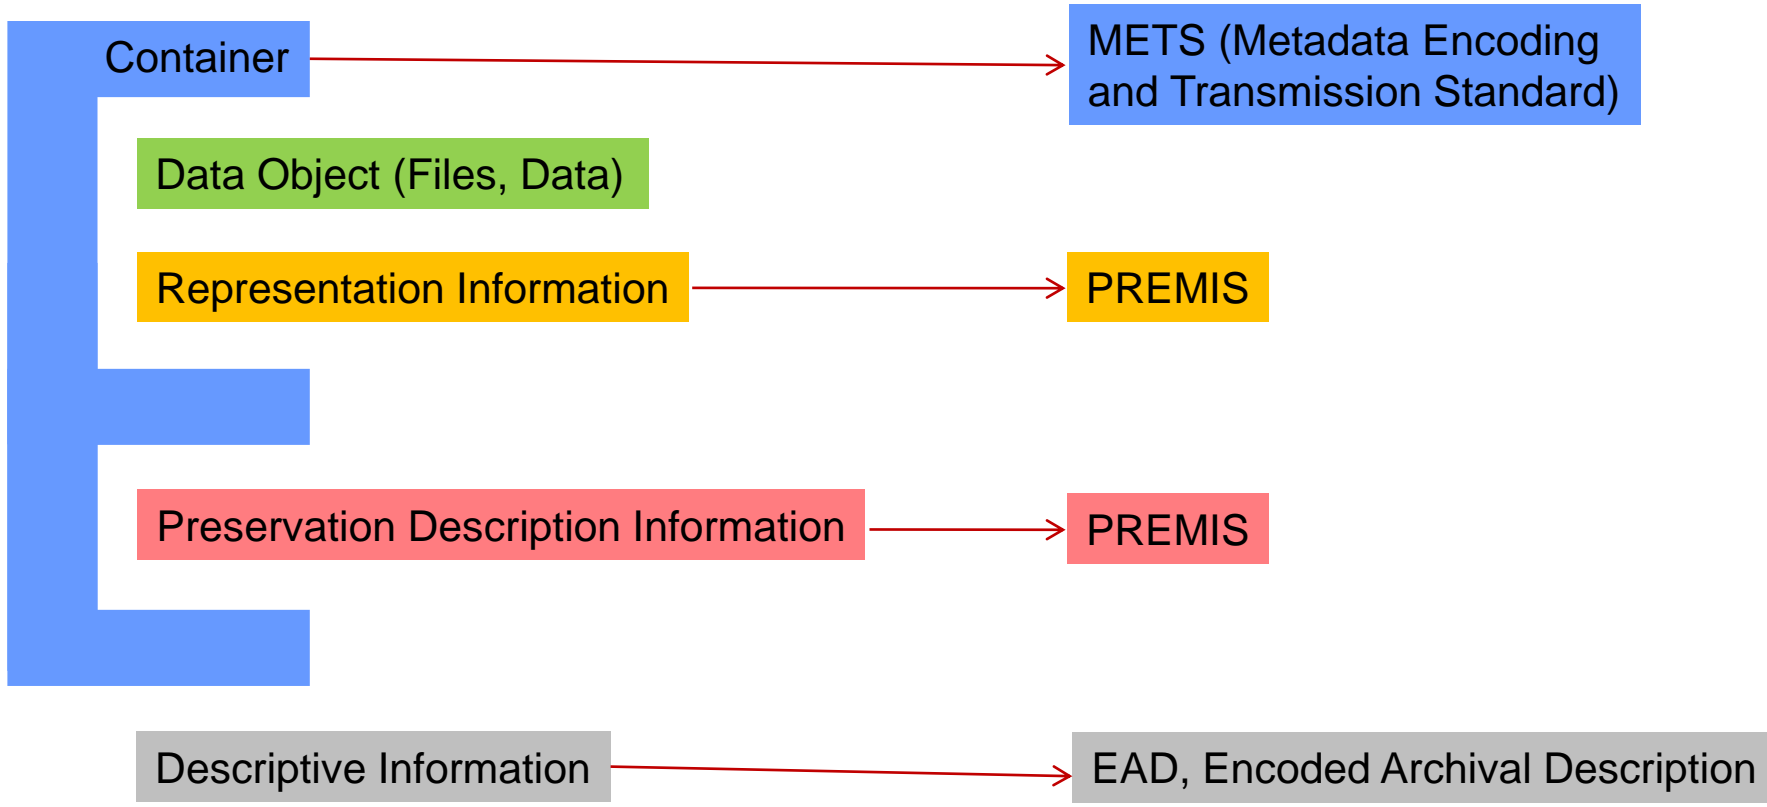 Container
METS (Metadata Encoding
and Transmission Standard)
Data Object (Files, Data)
Representation Information
PREMIS
Preservation Description Information
PREMIS
Descriptive Information
EAD, Encoded Archival Description